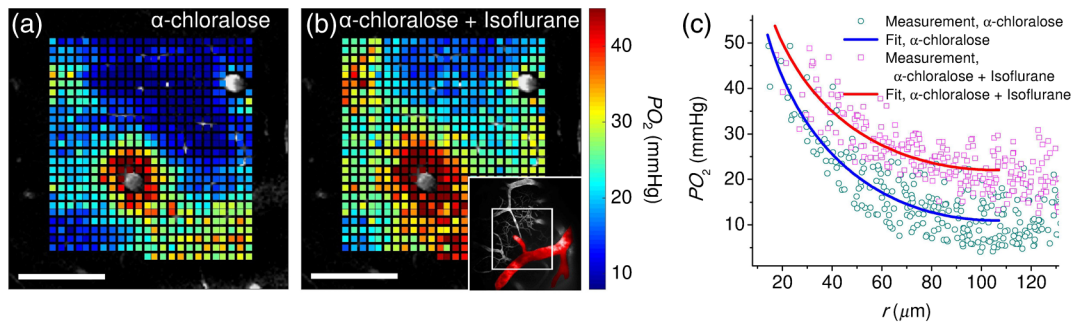 (a) α-chloralose
(b) α-chloralose + Isoflurane
40
30
20
10
PO2 (mmHg)
(c)
Measurement, α-chloralose
Fit, α-chloralose
Measurement,
α-chloralose + Isoflurane
Fit, α-chloralose + Isoflurane
PO2 (mmHg)
50
40
30
20
10
20 40 60 80 100 120
r (μm)